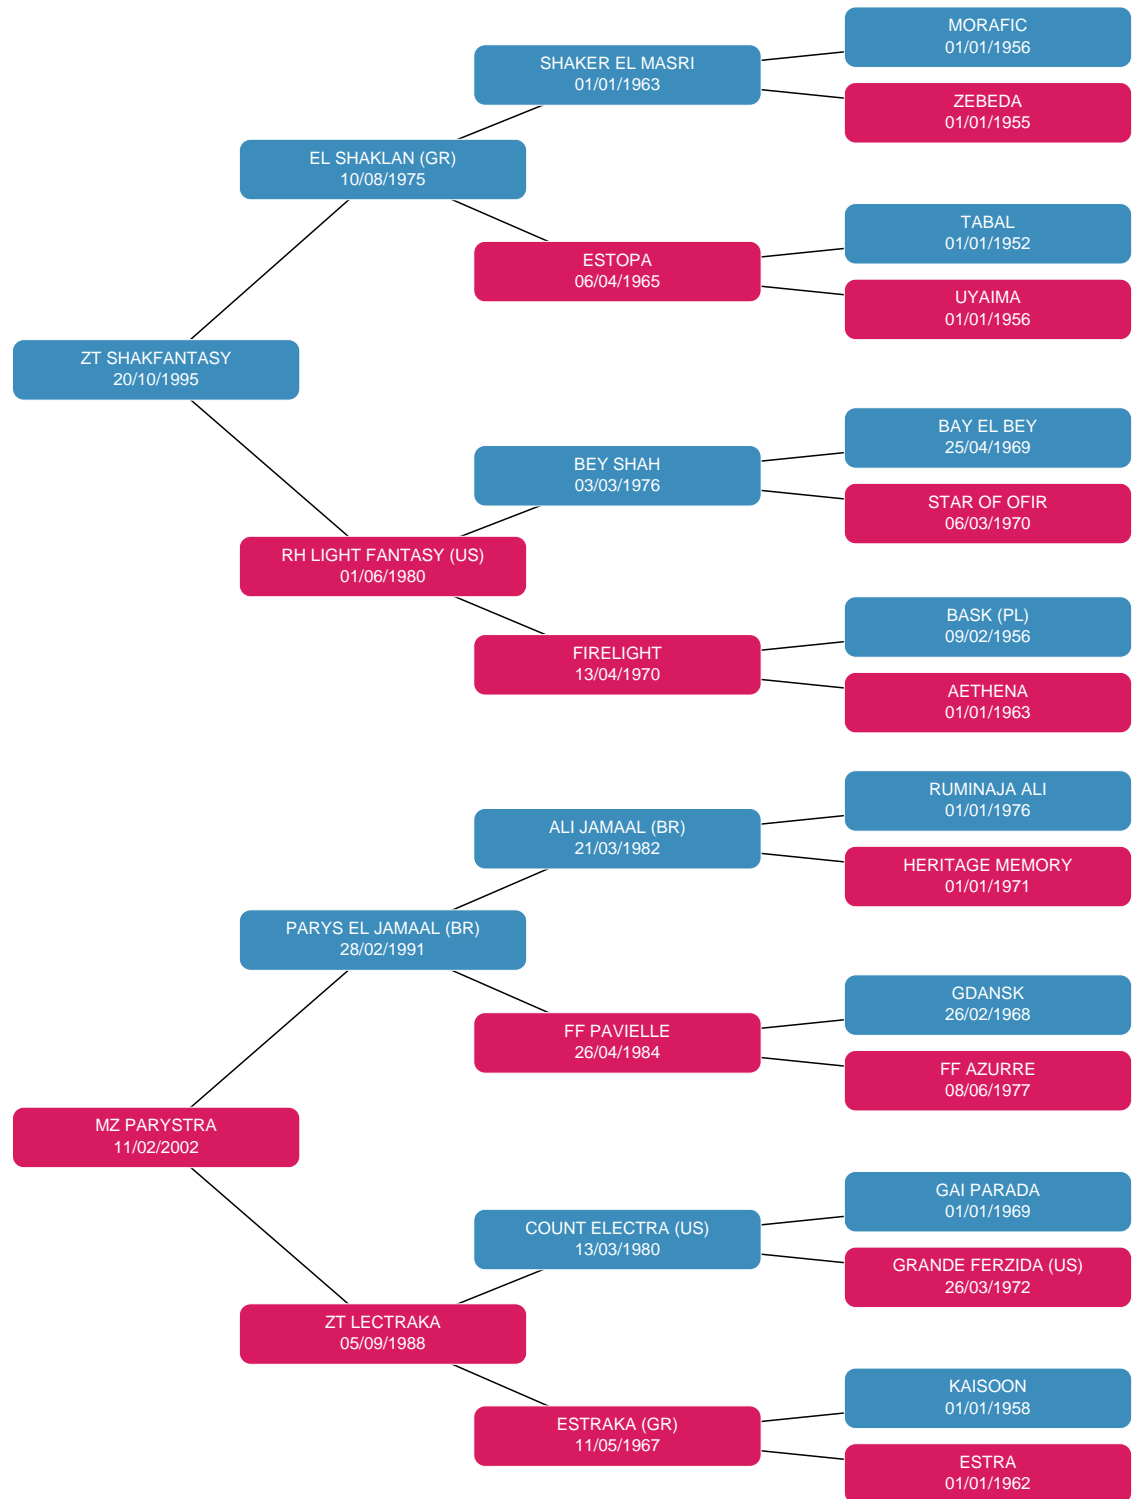 MORAFIC
01/01/1956
SHAKER EL MASRI
01/01/1963
ZEBEDA
01/01/1955
EL SHAKLAN (GR)
10/08/1975
TABAL
01/01/1952
ESTOPA
06/04/1965
UYAIMA
01/01/1956
ZT SHAKFANTASY
20/10/1995
BAY EL BEY
25/04/1969
BEY SHAH
03/03/1976
STAR OF OFIR
06/03/1970
RH LIGHT FANTASY (US)
01/06/1980
BASK (PL)
09/02/1956
FIRELIGHT
13/04/1970
AETHENA
01/01/1963
RUMINAJA ALI
01/01/1976
ALI JAMAAL (BR)
21/03/1982
HERITAGE MEMORY
01/01/1971
PARYS EL JAMAAL (BR)
28/02/1991
GDANSK
26/02/1968
FF PAVIELLE
26/04/1984
FF AZURRE
08/06/1977
MZ PARYSTRA
11/02/2002
GAI PARADA
01/01/1969
COUNT ELECTRA (US)
13/03/1980
GRANDE FERZIDA (US)
26/03/1972
ZT LECTRAKA
05/09/1988
KAISOON
01/01/1958
ESTRAKA (GR)
11/05/1967
ESTRA
01/01/1962